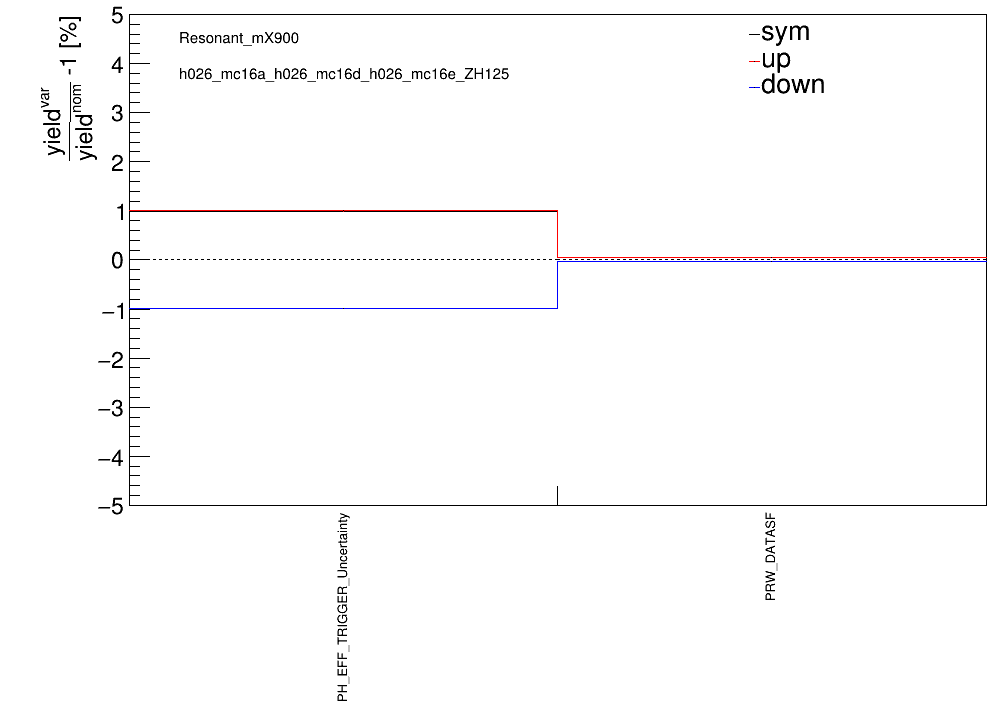 yield^var
yield^nom -1 [%]
Resonant_mX900
h026_mc16a_h026_mc16d_h026_mc16e_ZH125
sym
up
down
5
4
3
2
1
0
−1
−2
−3
−4
−5
PH_EFF_TRIGGER_Uncertainty
PRW_DATASF